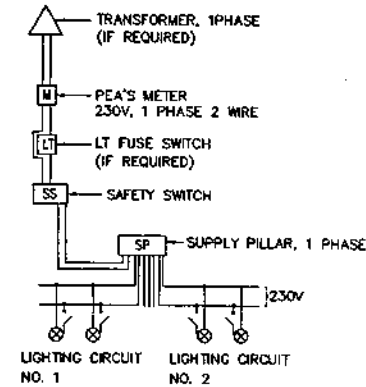 TRANSFORMER, 1PHASE
(IF REQUIRED)
M
PEA'S METER
230V, 1 PHASE 2 WIRE
LT
LT FUSE SWITCH
(IF REQUIRED)
SS
SAFETY SWITCH
SP
SUPPLY PILLAR, 1 PHASE
230V
LIGHTING CIRCUIT
NO. 1
LIGHTING CIRCUIT
NO. 2